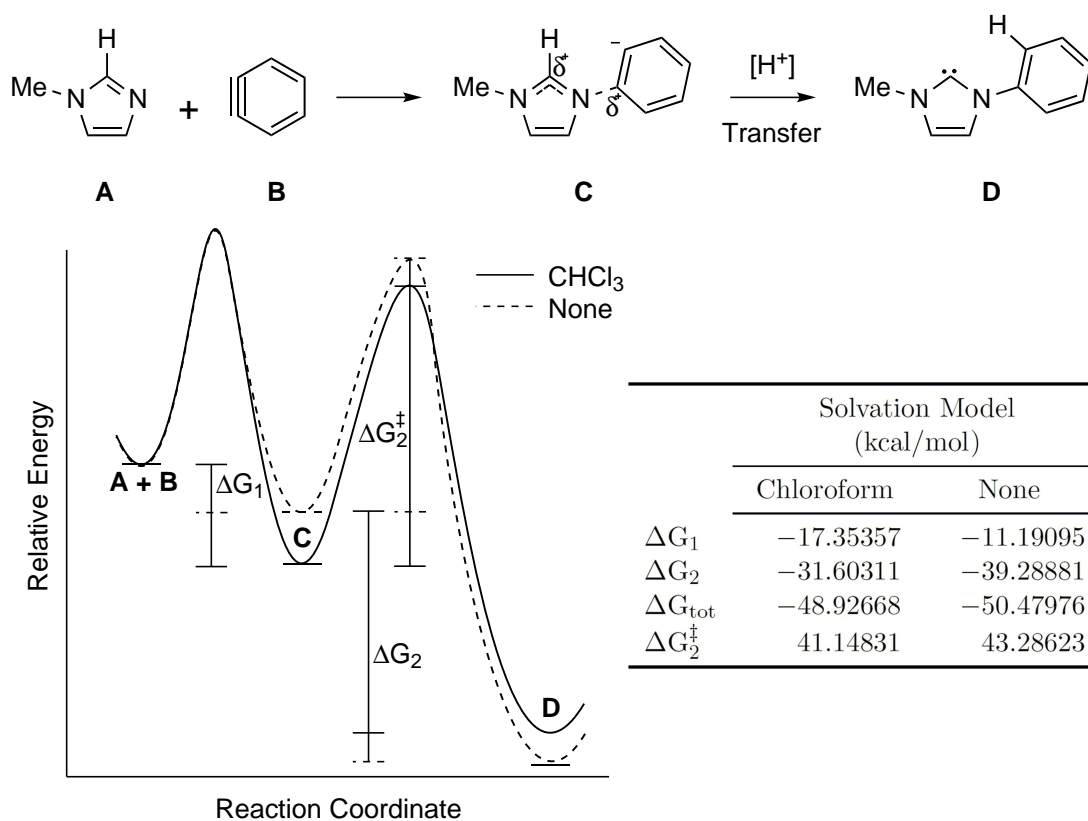 H
Me
N
N
+
H
δ+
Me
N
N
δ+
−
[H+]
Transfer
H
Me
N
N
A
B
C
D
CHCl3
None
ΔG2‡
A + B
ΔG1
C
ΔG2
D
Relative Energy
Reaction Coordinate
Solvation Model
(kcal/mol)
Chloroform None
ΔG1 −17.35357 −11.19095
ΔG2 −31.60311 −39.28881
ΔGtot −48.92668 −50.47976
ΔG2‡ 41.14831 43.28623